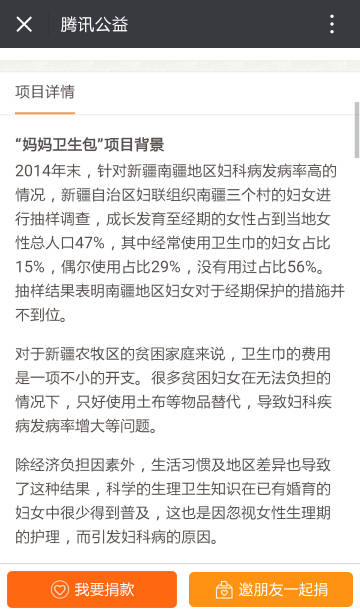 腾讯公益
项目详情
“妈妈卫生包”项目背景
2014年末，针对新疆南疆地区妇科病发病率高的
情况，新疆自治区妇联组织南疆三个村的妇女进
行抽样调查，成长发育至经期的女性占到当地女
性总人口47%，其中经常使用卫生巾的妇女占比
15%，偶尔使用占比29%，没有用过占比56%。
抽样结果表明南疆地区妇女对于经期保护的措施并
不到位。
对于新疆农牧区的贫困家庭来说，卫生巾的费用
是一项不小的开支。很多贫困妇女在无法负担的
情况下，只好使用土布等物品替代，导致妇科疾
病发病率增大等问题。
除经济负担因素外，生活习惯及地区差异也导致
了这种结果，科学的生理卫生知识在已有婚育的
妇女中很少得到普及，这也是因忽视女性生理期
的护理，而引发妇科病的原因。
我要捐款
邀朋友一起捐